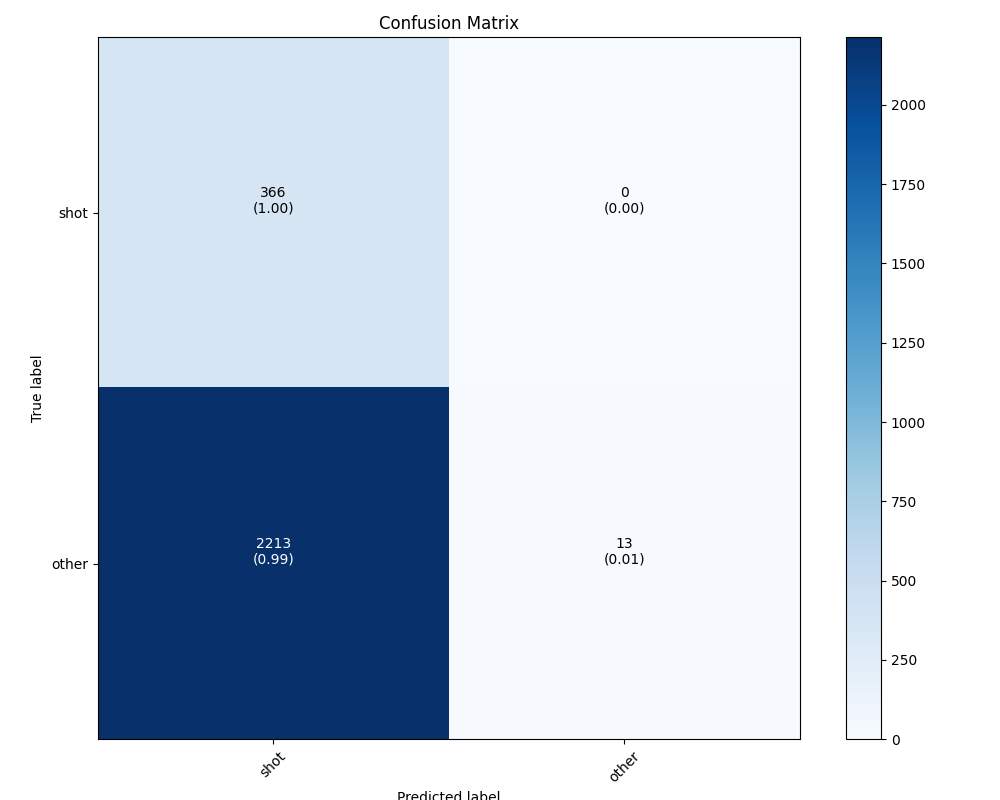 Confusion Matrix
366
(1.00)
0
(0.00)
shot
2213
(0.99)
13
(0.01)
other
True label
shot
other
Predicted label
2000
1750
1500
1250
1000
750
500
250
0